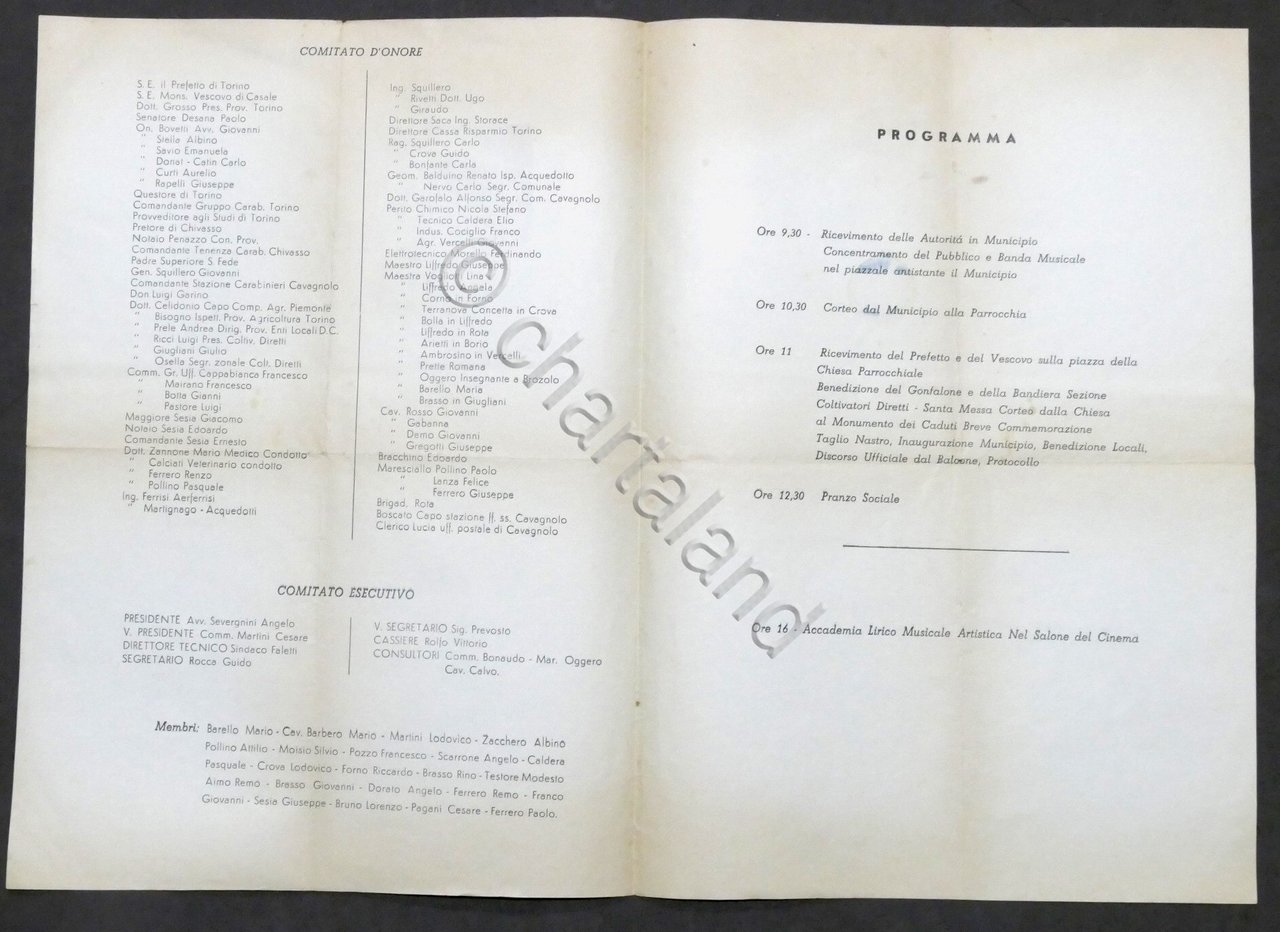 COMITATO D'ONORE
S. E. il Prefetto di Torino
S. E. Mons. Vescovo di Casale
Dott. Grosso Pres. Prov. Torino
Senatore Desana Paolo
On. Bovetti Avv. Giovanni
" Stella Albino
" Savio Emanuela
" Donat - Catin Carlo
" Curti Aurelio
" Rapelli Giuseppe
Questore di Torino
Comandante Gruppo Carab. Torino
Provveditore agli Studi di Torino
Pretore di Chivasso
Notaio Penazzo Con. Prov.
Comandante Tenenza Carab. Chivasso
Padre Superiore S. Fede
Gen. Squillero Giovanni
Comandante Stazione Carabinieri Cavagnolo
Don Luigi Garino
Dott. Celidonio Capo Comp. Agr. Piemonte
" Bisogno Ispett. Prov. Agricoltura Torino
" Prele Andrea Dirig. Prov. Enti Locali D.C.
" Ricci Luigi Pres. Coltiv. Diretti
" Giugliani Giulio
" Osella Segr. zonale Colt. Diretti
Comm. Gr. Uff. Cappabianca Francesco
" Mairano Francesco
" Botta Gianni
" Pastore Luigi
Maggiore Sesia Giacomo
Notaio Sesia Edoardo
Comandante Sesia Ernesto
Dott. Zannone Mario Medico Condotto
" Calciati Veterinario condotto
" Ferrero Renzo
" Pollino Pasquale
Ing. Ferrisi Aerferrisi
" Martignago - Acquedotti
Ing. Squillero
" Rivetti Dott. Ugo
" Giraudo
Direttore Saca Ing. Storace
Direttore Cassa Risparmio Torino
Rag. Squillero Carlo
" Crova Guido
" Bonfante Carla
Geom. Balduino Renato Isp. Acquedotto
" Nervo Carlo Segr. Comunale
Dott. Garofalo Alfonso Segr. Com. Cavagnolo
Perito Chimico Nicola Stefano
" Tecnico Caldera Elio
" Indus. Cociglio Franco
" Agr. Vercelli Giovanni
Elettrotecnico Morello Ferdinando
Maestro Liffredo Giuseppe
Maestra Vogliotti Lina
" Liffredo Angela
" Corno in Forno
" Terranova Concetta in Crova
" Bolla in Liffredo
" Liffredo in Rota
" Arietti in Borio
" Ambrosino in Vercelli
" Prette Romana
" Oggero Insegnante a Brozolo
" Barello Maria
" Brasso in Giugliani
Cav. Rosso Giovanni
" Gabanna
" Demo Giovanni
" Gregotti Giuseppe
Bracchino Edoardo
Maresciallo Pollino Paolo
" Lanza Felice
" Ferrero Giuseppe
Brigad. Rota
Boscato Capo stazione ff. ss. Cavagnolo
Clerico Lucia uff. postale di Cavagnolo
COMITATO ESECUTIVO
PRESIDENTE Avv. Severgnini Angelo
V. PRESIDENTE Comm. Martini Cesare
DIRETTORE TECNICO Sindaco Faletti
SEGRETARIO Rocca Guido
V. SEGRETARIO Sig. Prevosto
CASSIERE Rolfo Vittorio
CONSULTORI Comm. Bonaudo - Mar. Oggero
Cav. Calvo.
Membri: Barello Mario - Cav. Barbero Mario - Martini Lodovico - Zacchero Albino
Pollino Attilio - Moisio Silvio - Pozzo Francesco - Scarrone Angelo - Caldera
Pasquale - Crova Lodovico - Forno Riccardo - Brasso Rino - Testore Modesto
Aimo Remo - Brasso Giovanni - Dorato Angelo - Ferrero Remo - Franco
Giovanni - Sesia Giuseppe - Bruno Lorenzo - Pagani Cesare - Ferrero Paolo.
PROGRAMMA
Ore 9,30 - Ricevimento delle Autoritá in Municipio
Concentramento del Pubblico e Banda Musicale
nel piazzale antistante il Municipio
Ore 10,30 Corteo dal Municipio alla Parrocchia
Ore 11 Ricevimento del Prefetto e del Vescovo sulla piazza della
Chiesa Parrocchiale
Benedizione del Gonfalone e della Bandiera Sezione
Coltivatori Diretti - Santa Messa Corteo dalla Chiesa
al Monumento dei Caduti Breve Commemorazione
Taglio Nastro, Inaugurazione Municipio, Benedizione Locali,
Discorso Ufficiale dal Balcone, Protocollo
Ore 12,30 Pranzo Sociale
Ore 16 - Accademia Lirico Musicale Artistica Nel Salone del Cinema
© chartaland